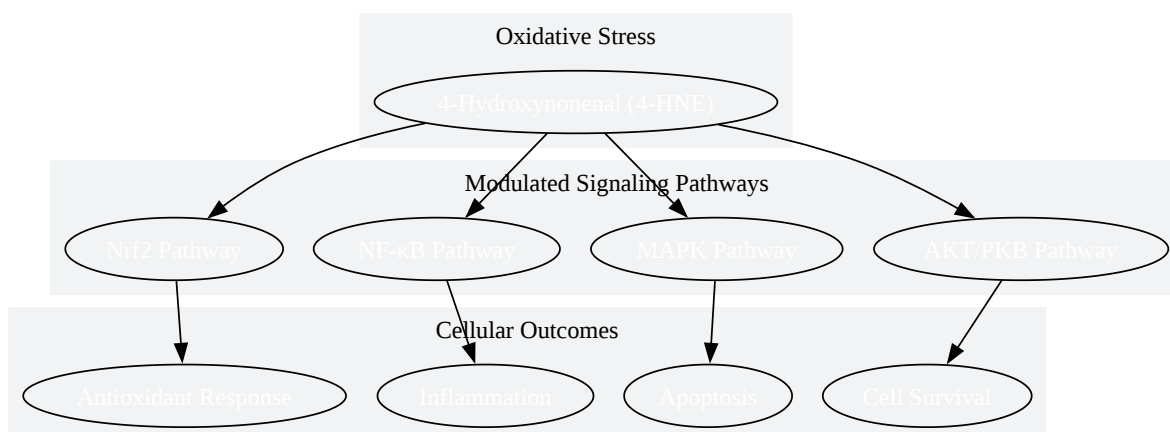 Oxidative Stress
4-Hydroxynonenal (4-HNE)
Modulated Signaling Pathways
Nrf2 Pathway
NF-κB Pathway
MAPK Pathway
AKT/PKB Pathway
Cellular Outcomes
Antioxidant Response
Inflammation
Apoptosis
Cell Survival